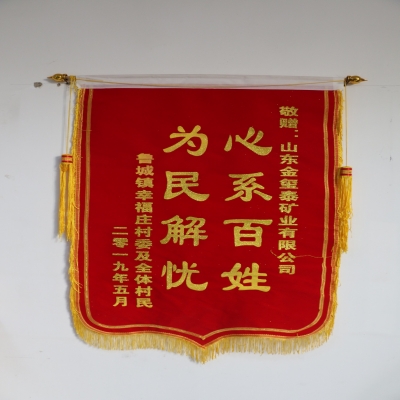 敬赠：山东金玺泰矿业有限公司
心系百姓
为民解忧
鲁城镇幸福庄村委及全体村民
二零一九年五月